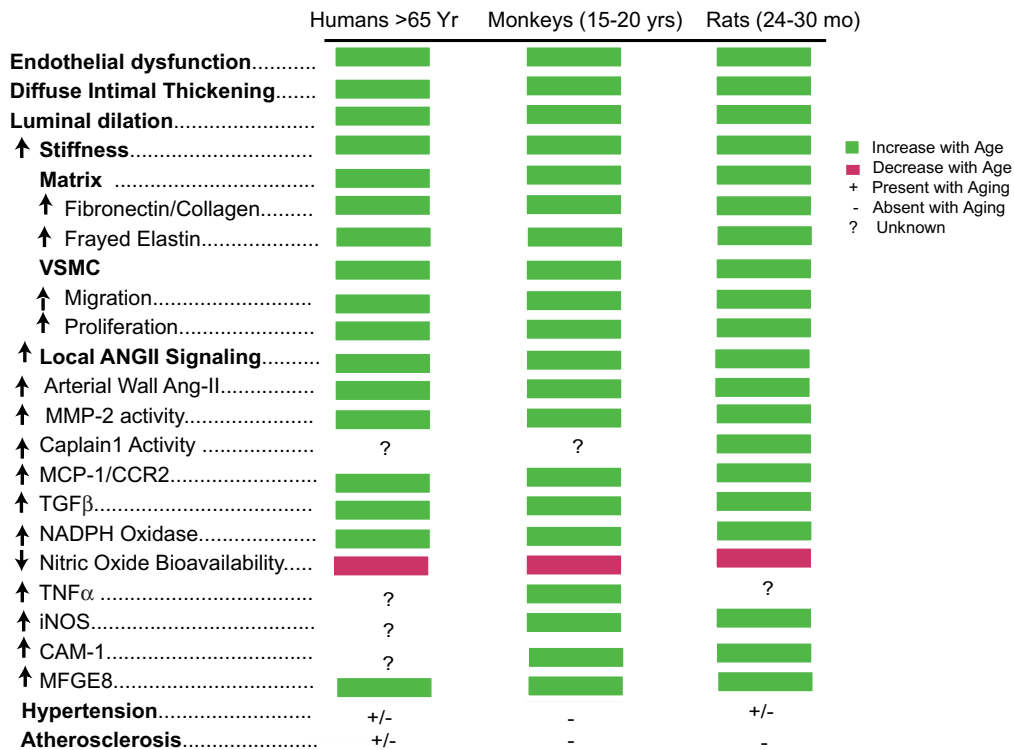 Humans >65 Yr Monkeys (15-20 yrs) Rats (24-30 mo)
Endothelial dysfunction...........
Diffuse Intimal Thickening.......
Luminal dilation........................
↑ Stiffness................................
Matrix ..................................
↑ Fibronectin/Collagen.........
↑ Frayed Elastin....................
VSMC
↑ Migration............................
↑ Proliferation.......................
↑ Local ANGII Signaling..........
↑ Arterial Wall Ang-II................
↑ MMP-2 activity......................
↑ Caplain1 Activity ................... ? ?
↑ MCP-1/CCR2.........................
↑ TGFβ.....................................
↑ NADPH Oxidase....................
↓ Nitric Oxide Bioavailability.....
↑ TNFα .................................... ? ?
↑ iNOS...................................... ?
↑ CAM-1.................................... ?
↑ MFGE8...................................
Hypertension.......................... +/- - +/-
Atherosclerosis....................... +/- - -
Increase with Age
Decrease with Age
+ Present with Aging
- Absent with Aging
? Unknown